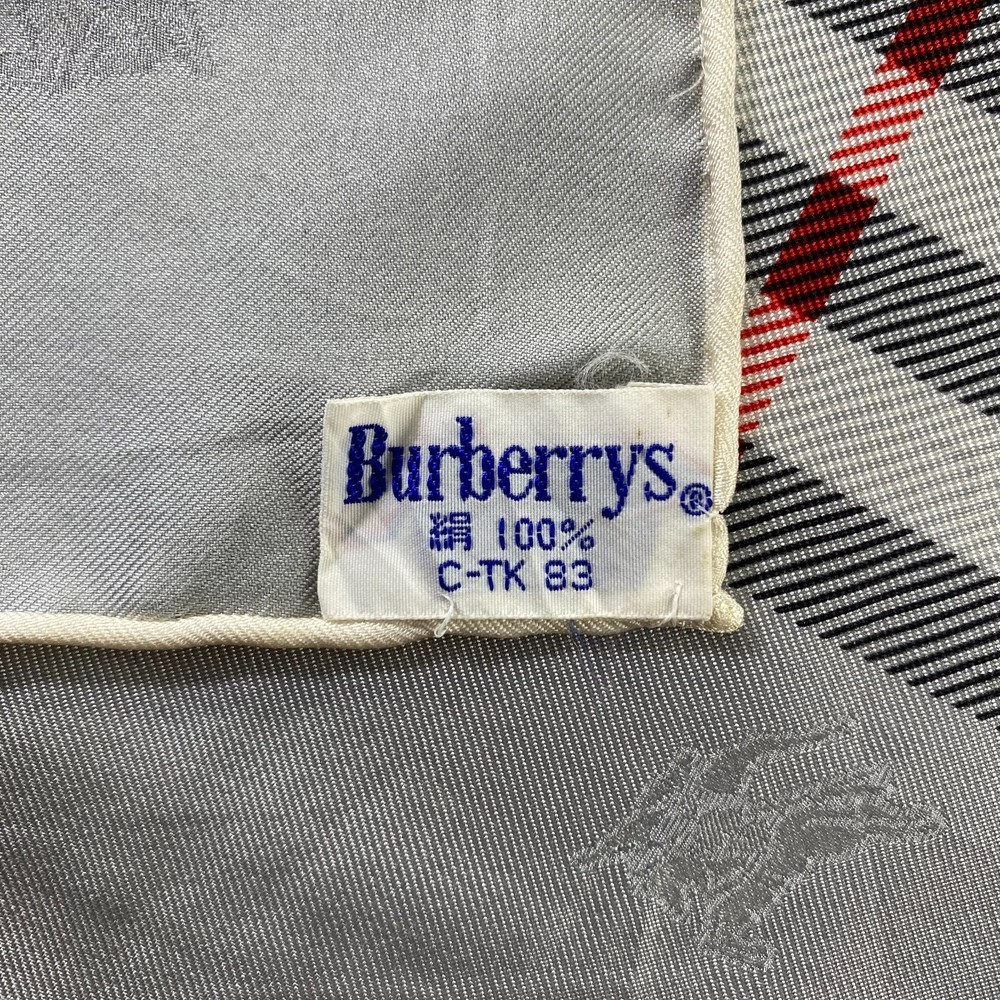 Burberrys®
絹 100%
C-TK 83